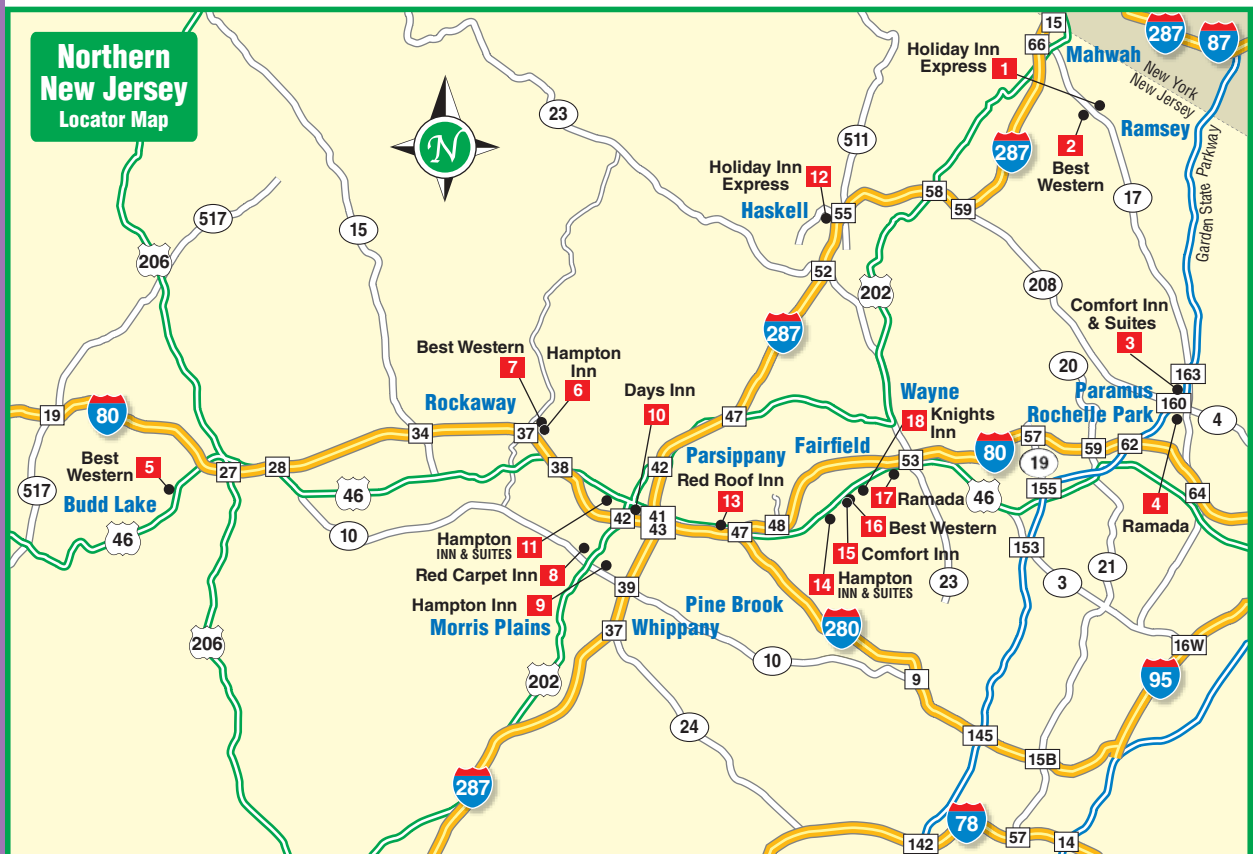 Northern
New Jersey
Locator Map
N
15
66
Mahwah
287
87
Holiday Inn
Express
1
New York
New Jersey
Ramsey
2
Best
Western
Garden State Parkway
23
511
287
17
Holiday Inn
Express
12
Haskell
55
58
59
517
15
206
52
202
208
287
Comfort Inn
& Suites
3
163
20
Paramus
160
Rochelle Park
4
Best Western
7
Hampton
Inn
6
Rockaway
Days Inn
10
47
Wayne
18
Knights
Inn
19
80
34
37
38
Parsippany
Fairfield
42
Red Roof Inn
13
53
80
57
59
62
19
155
64
4
Ramada
Best
Western
5
Budd Lake
27
28
46
517
46
10
42
41
43
47
48
17
Ramada
46
16
Best Western
15
Comfort Inn
14
Hampton
INN & SUITES
Hampton
INN & SUITES
11
Red Carpet Inn
8
Hampton Inn
9
Morris Plains
39
37
Whippany
Pine Brook
280
23
153
3
21
16W
206
202
10
9
95
24
145
15B
287
142
78
57
14